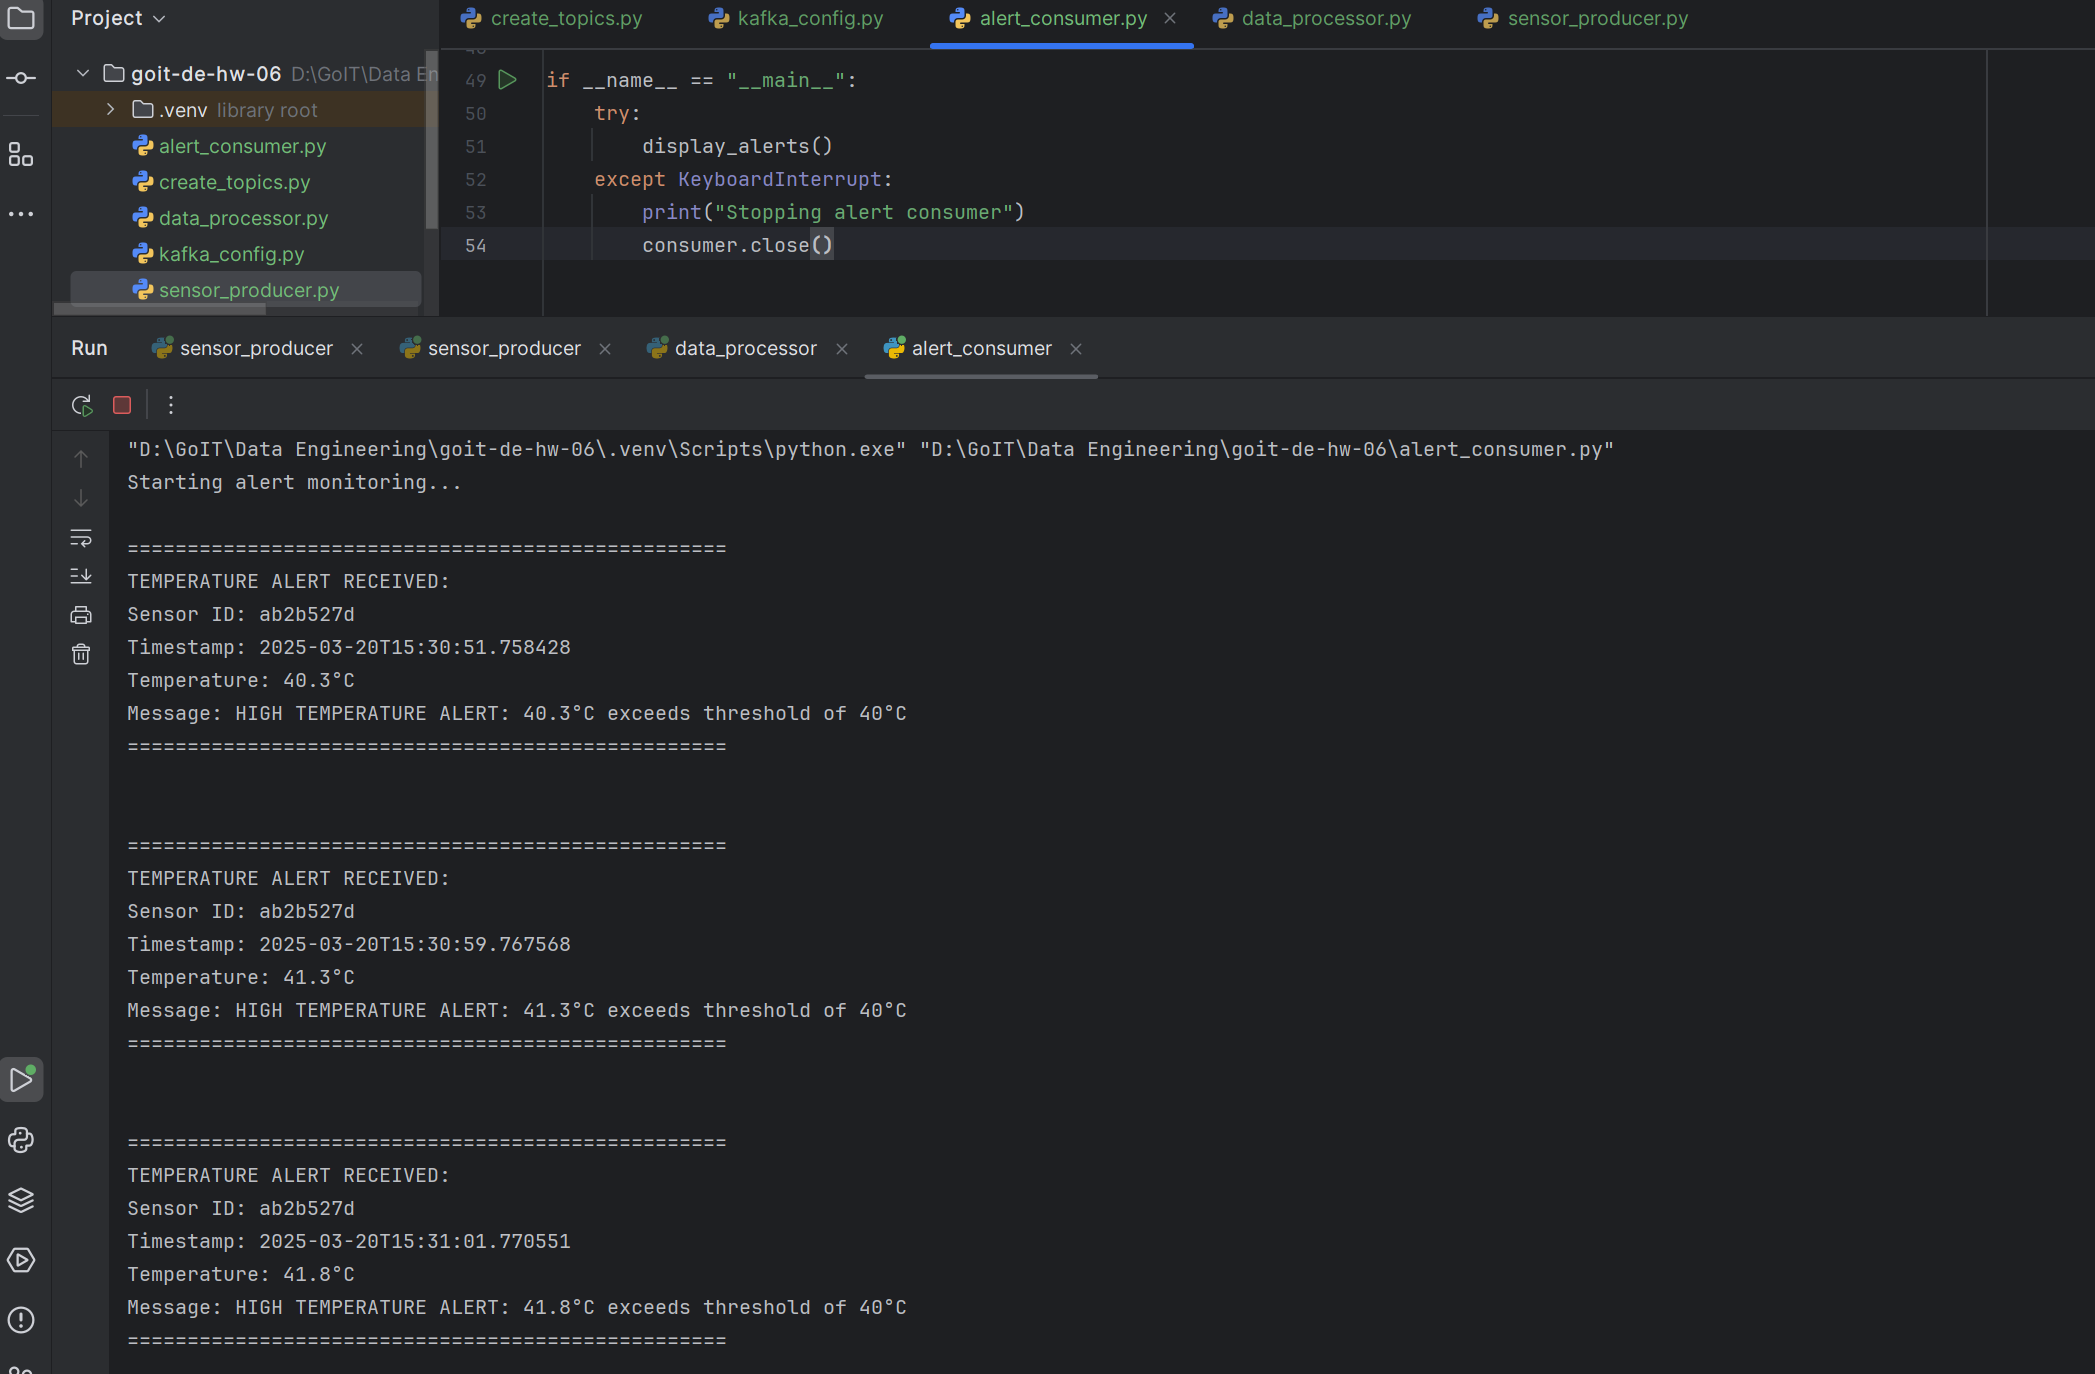 Project
create_topics.py kafka_config.py alert_consumer.py data_processor.py sensor_producer.py
goit-de-hw-06 D:\GoIT\Data En
.venv library root
alert_consumer.py
create_topics.py
data_processor.py
kafka_config.py
sensor_producer.py
49 if __name__ == "__main__":
50 try:
51 display_alerts()
52 except KeyboardInterrupt:
53 print("Stopping alert consumer")
54 consumer.close()
Run sensor_producer sensor_producer data_processor alert_consumer
"D:\GoIT\Data Engineering\goit-de-hw-06\.venv\Scripts\python.exe" "D:\GoIT\Data Engineering\goit-de-hw-06\alert_consumer.py"
Starting alert monitoring...
==================================================
TEMPERATURE ALERT RECEIVED:
Sensor ID: ab2b527d
Timestamp: 2025-03-20T15:30:51.758428
Temperature: 40.3°C
Message: HIGH TEMPERATURE ALERT: 40.3°C exceeds threshold of 40°C
==================================================
==================================================
TEMPERATURE ALERT RECEIVED:
Sensor ID: ab2b527d
Timestamp: 2025-03-20T15:30:59.767568
Temperature: 41.3°C
Message: HIGH TEMPERATURE ALERT: 41.3°C exceeds threshold of 40°C
==================================================
==================================================
TEMPERATURE ALERT RECEIVED:
Sensor ID: ab2b527d
Timestamp: 2025-03-20T15:31:01.770551
Temperature: 41.8°C
Message: HIGH TEMPERATURE ALERT: 41.8°C exceeds threshold of 40°C
==================================================